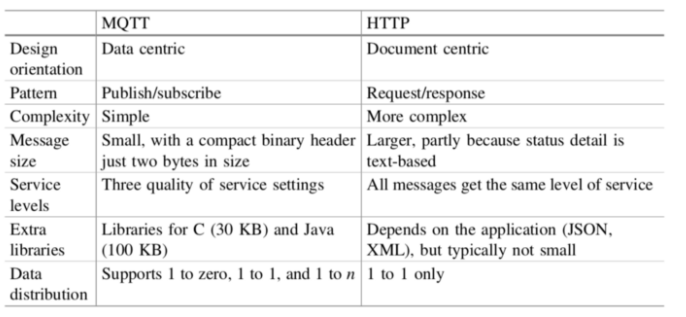 MQTT HTTP
Design orientation Data centric Document centric
Pattern Publish/subscribe Request/response
Complexity Simple More complex
Message size Small, with a compact binary header just two bytes in size Larger, partly because status detail is text-based
Service levels Three quality of service settings All messages get the same level of service
Extra libraries Libraries for C (30 KB) and Java (100 KB) Depends on the application (JSON, XML), but typically not small
Data distribution Supports 1 to zero, 1 to 1, and 1 to n 1 to 1 only